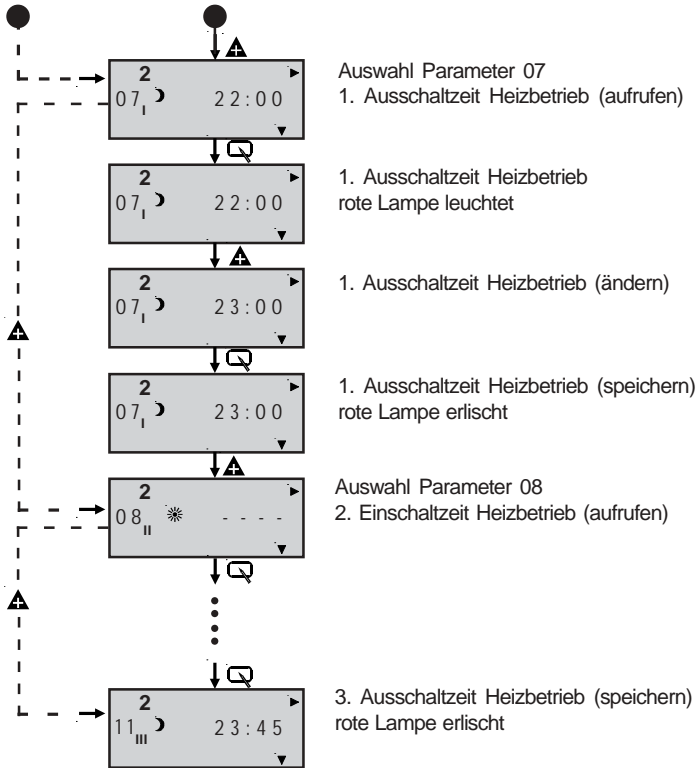 2
07 I 22:00
Auswahl Parameter 07
1. Ausschaltzeit Heizbetrieb (aufrufen)
2
07 I 22:00
1. Ausschaltzeit Heizbetrieb
rote Lampe leuchtet
2
07 I 23:00
1. Ausschaltzeit Heizbetrieb (ändern)
2
07 I 23:00
1. Ausschaltzeit Heizbetrieb (speichern)
rote Lampe erlischt
2
08 II - - - -
Auswahl Parameter 08
2. Einschaltzeit Heizbetrieb (aufrufen)
2
11 III 23:45
3. Ausschaltzeit Heizbetrieb (speichern)
rote Lampe erlischt